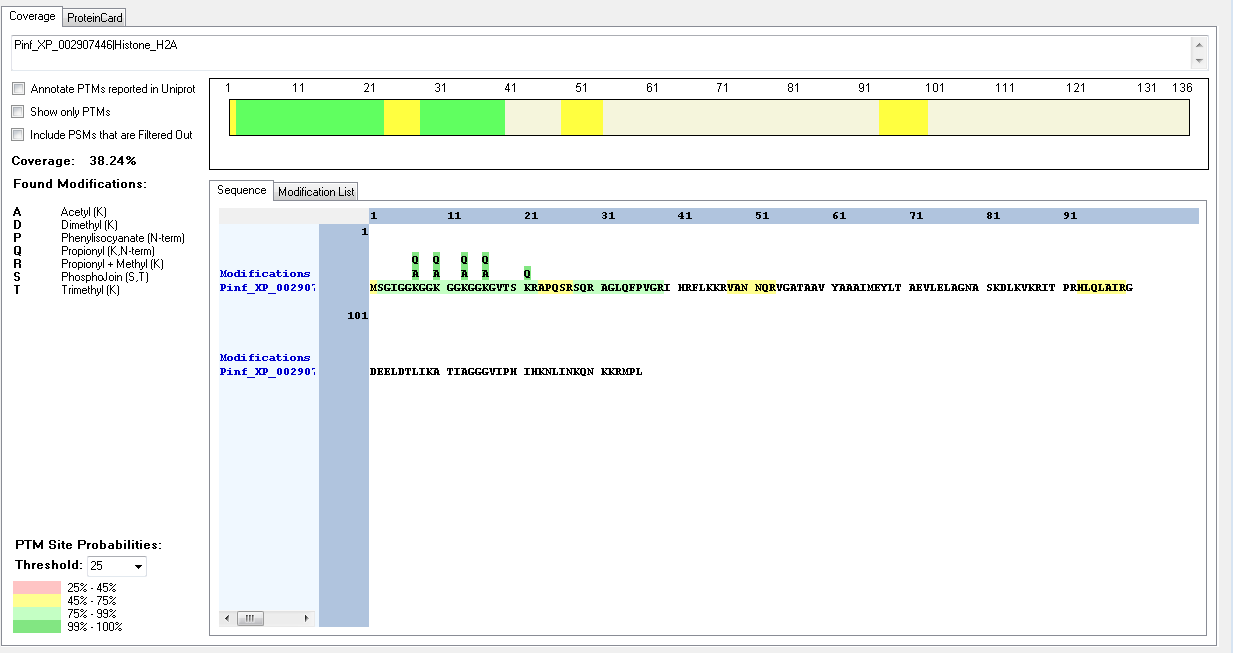 Coverage ProteinCard
Pinf_XP_002907446|Histone_H2A
Annotate PTMs reported in Uniprot
Show only PTMs
Include PSMs that are Filtered Out
Coverage: 38.24%
Found Modifications:
A Acetyl (K)
D Dimethyl (K)
P Phenylisocyanate (N-term)
Q Propionyl (K,N-term)
R Propionyl + Methyl (K)
S PhosphoJoin (S,T)
T Trimethyl (K)
PTM Site Probabilities:
Threshold: 25
25% - 45%
45% - 75%
75% - 99%
99% - 100%
1 11 21 31 41 51 61 71 81 91 101 111 121 131 136
Sequence Modification List
1 11 21 31 41 51 61 71 81 91
1
Q Q Q Q
Modifications A A A A Q
Pinf_XP_00290' MSGIGGKGGK GGKGGKGVTS KRAPQSRSQR AGLQFPVGRI HRFLKKRVAN NQRVGATAAV YAAAIMEYLT AEVLELAGNA SKDLKVKRIT PRHLQLAIRG
101
Modifications
Pinf_XP_00290' DEELDTLIKA TIAGGGVIPH IHKNLINKQN KKRMPL